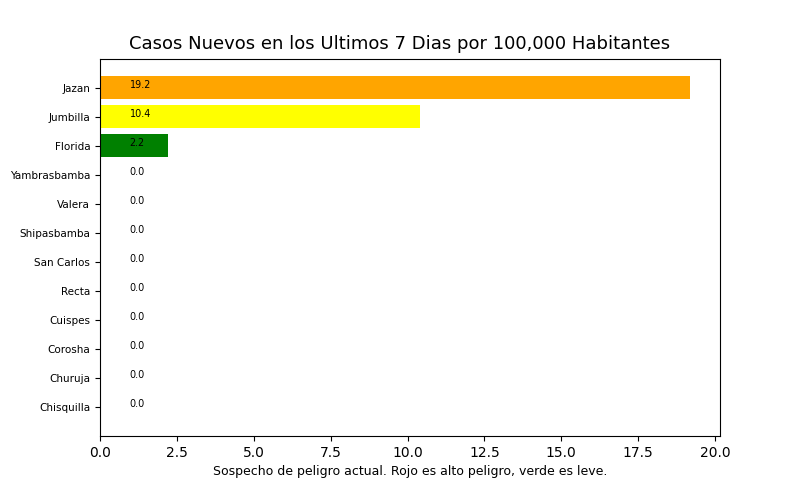 Casos Nuevos en los Ultimos 7 Dias por 100,000 Habitantes
Jazan 19.2
Jumbilla 10.4
Florida 2.2
Yambrasbamba 0.0
Valera 0.0
Shipasbamba 0.0
San Carlos 0.0
Recta 0.0
Cuispes 0.0
Corosha 0.0
Churuja 0.0
Chisquilla 0.0
0.0 2.5 5.0 7.5 10.0 12.5 15.0 17.5 20.0
Sospecho de peligro actual. Rojo es alto peligro, verde es leve.